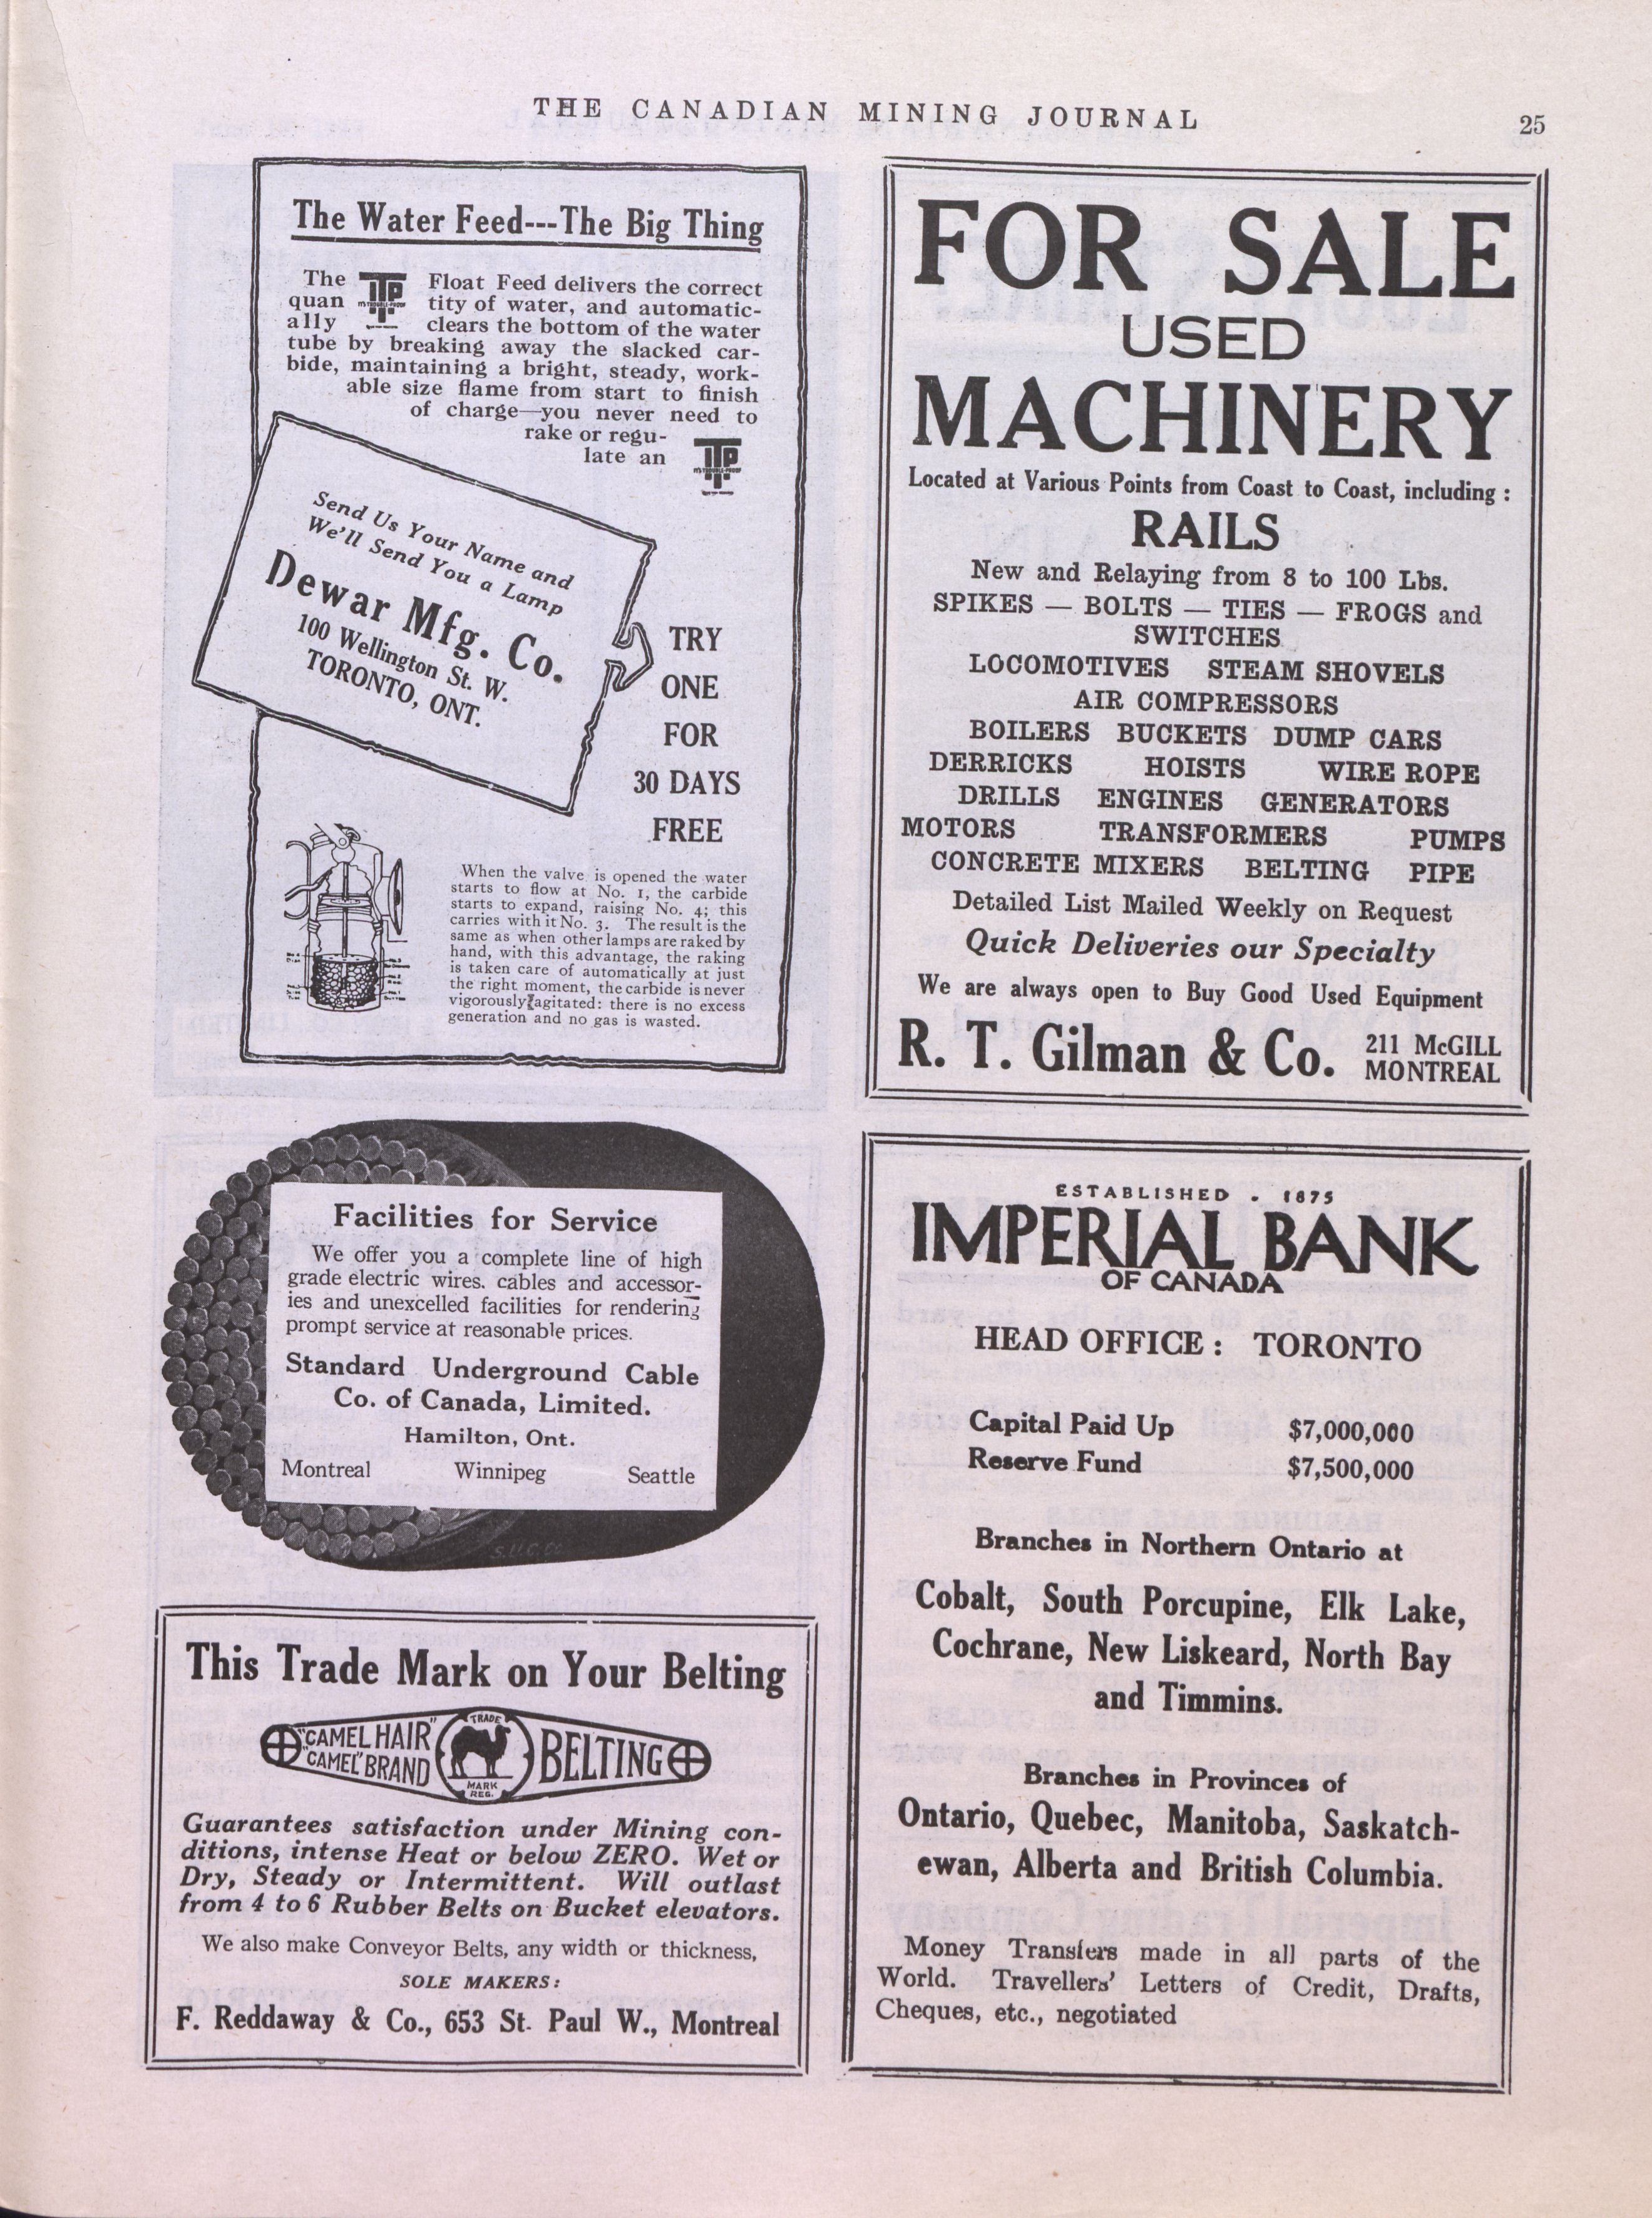 THE CANADIAN MINING JOURNAL
25
The Water Feed---The Big Thing
The ITP Float Feed delivers the correct
quan tity of water, and automatic-
ally clears the bottom of the water
tube by breaking away the slacked car-
bide, maintaining a bright, steady, work-
able size flame from start to finish
of charge—you never need to
rake or regu-
late an ITP
Send Us Your Name and
We'll Send You a Lamp
Dewar Mfg. Co.
100 Wellington St. W.
TORONTO, ONT.
TRY
ONE
FOR
30 DAYS
FREE
When the valve is opened the water
starts to flow at No. 1, the carbide
starts to expand, raising No. 4; this
carries with it No. 3. The result is the
same as when other lamps are raked by
hand, with this advantage, the raking
is taken care of automatically at just
the right moment, the carbide is never
vigorously agitated: there is no excess
generation and no gas is wasted.
FOR SALE
USED
MACHINERY
Located at Various Points from Coast to Coast, including :
RAILS
New and Relaying from 8 to 100 Lbs.
SPIKES — BOLTS — TIES — FROGS and
SWITCHES
LOCOMOTIVES STEAM SHOVELS
AIR COMPRESSORS
BOILERS BUCKETS DUMP CARS
DERRICKS HOISTS WIRE ROPE
DRILLS ENGINES GENERATORS
MOTORS TRANSFORMERS PUMPS
CONCRETE MIXERS BELTING PIPE
Detailed List Mailed Weekly on Request
Quick Deliveries our Specialty
We are always open to Buy Good Used Equipment
R. T. Gilman & Co. 211 McGILL
MONTREAL
Facilities for Service
We offer you a complete line of high
grade electric wires. cables and accessor-
ies and unexcelled facilities for rendering
prompt service at reasonable prices.
Standard Underground Cable
Co. of Canada, Limited.
Hamilton, Ont.
Montreal Winnipeg Seattle
S.U.C.Co
This Trade Mark on Your Belting
"CAMEL HAIR"
"CAMEL" BRAND
TRADE
MARK
REG.
BELTING
Guarantees satisfaction under Mining con-
ditions, intense Heat or below ZERO. Wet or
Dry, Steady or Intermittent. Will outlast
from 4 to 6 Rubber Belts on Bucket elevators.
We also make Conveyor Belts, any width or thickness,
SOLE MAKERS:
F. Reddaway & Co., 653 St. Paul W., Montreal
ESTABLISHED . 1875
IMPERIAL BANK
OF CANADA
HEAD OFFICE : TORONTO
Capital Paid Up $7,000,000
Reserve Fund $7,500,000
Branches in Northern Ontario at
Cobalt, South Porcupine, Elk Lake,
Cochrane, New Liskeard, North Bay
and Timmins.
Branches in Provinces of
Ontario, Quebec, Manitoba, Saskatch-
ewan, Alberta and British Columbia.
Money Transfers made in all parts of the
World. Travellers' Letters of Credit, Drafts,
Cheques, etc., negotiated